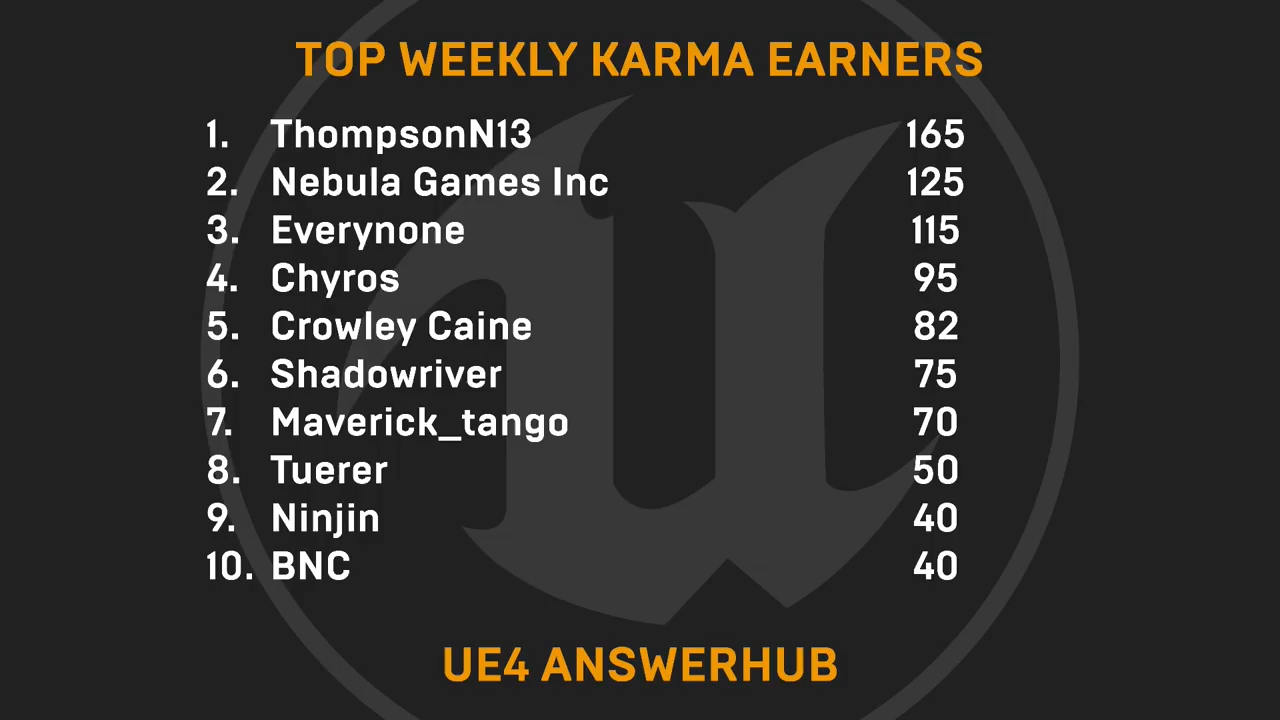 TOP WEEKLY KARMA EARNERS
1. ThompsonN13 165
2. Nebula Games Inc 125
3. Everynone 115
4. Chyros 95
5. Crowley Caine 82
6. Shadowriver 75
7. Maverick_tango 70
8. Tuerer 50
9. Ninjin 40
10. BNC 40
UE4 ANSWERHUB